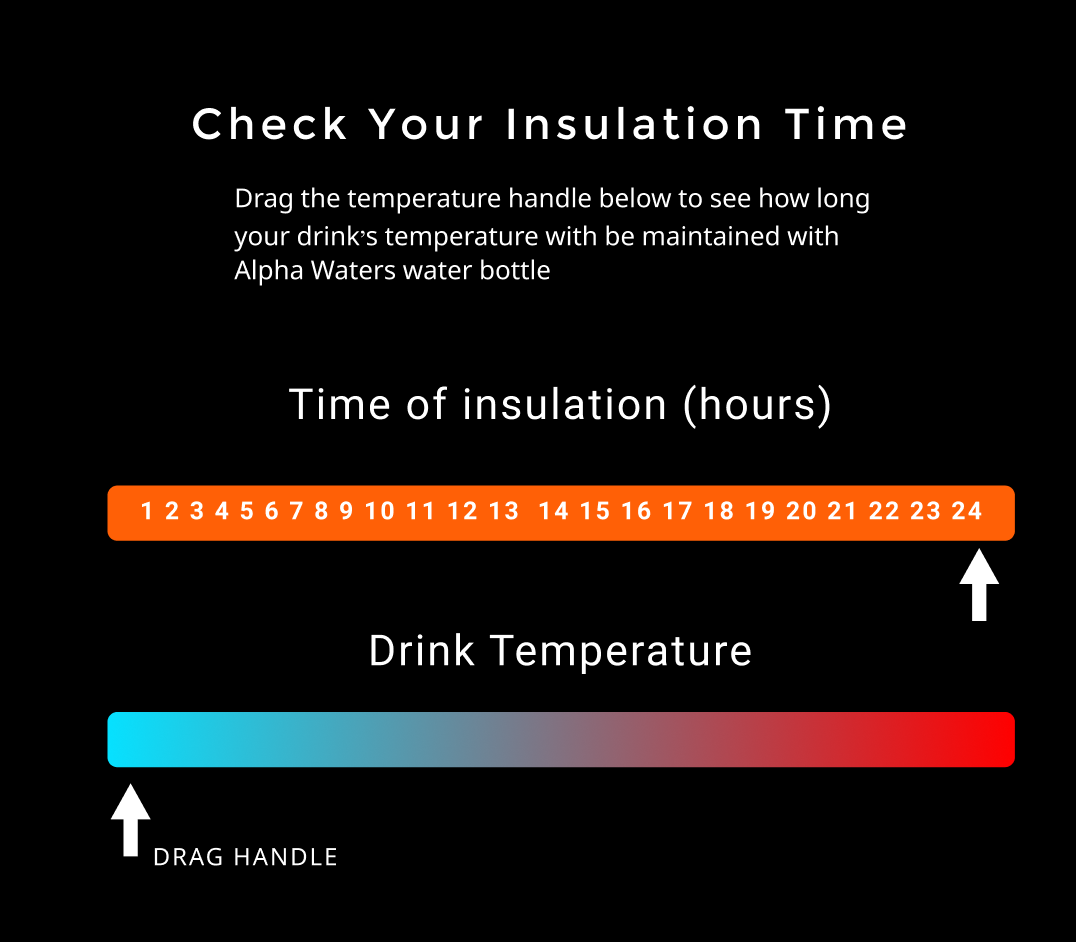 Check Your Insulation Time
Drag the temperature handle below to see how long
your drink’s temperature with be maintained with
Alpha Waters water bottle
Time of insulation (hours)
1 2 3 4 5 6 7 8 9 10 11 12 13 14 15 16 17 18 19 20 21 22 23 24
Drink Temperature
DRAG HANDLE